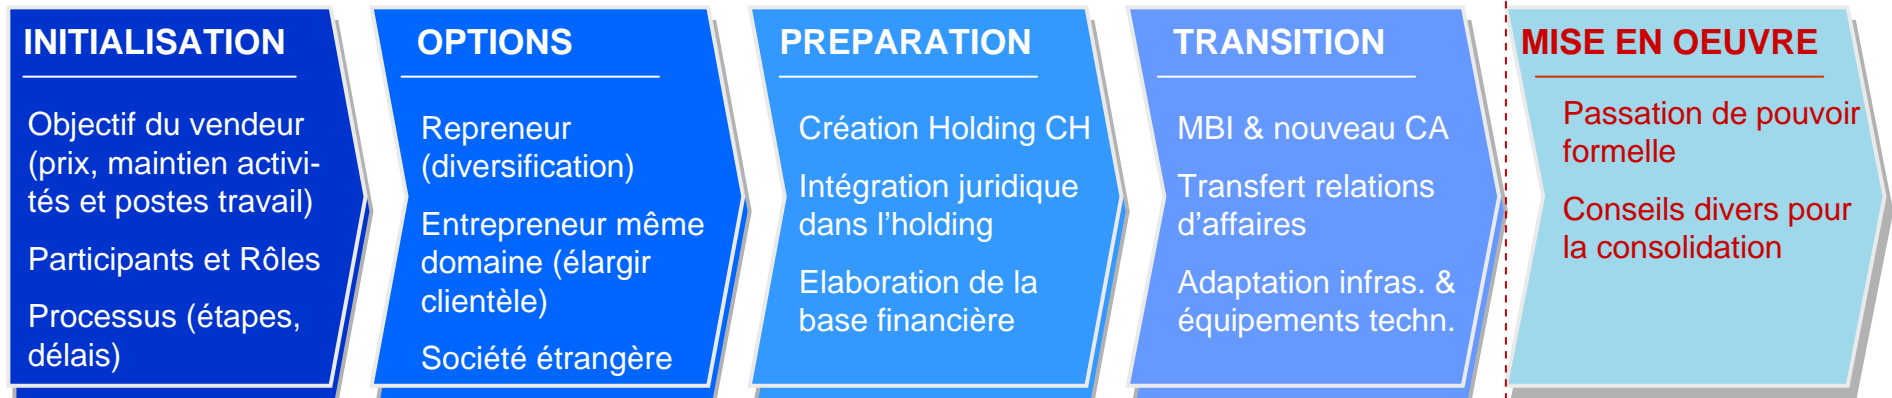 INITIALISATION
Objectif du vendeur
(prix, maintien activi-
tés et postes travail)
Participants et Rôles
Processus (étapes,
délais)
OPTIONS
Repreneur
(diversification)
Entrepreneur même
domaine (élargir
clientèle)
Société étrangère
PREPARATION
Création Holding CH
Intégration juridique
dans l’holding
Elaboration de la
base financière
TRANSITION
MBI & nouveau CA
Transfert relations
d’affaires
Adaptation infras. &
équipements techn.
MISE EN OEUVRE
Passation de pouvoir
formelle
Conseils divers pour
la consolidation